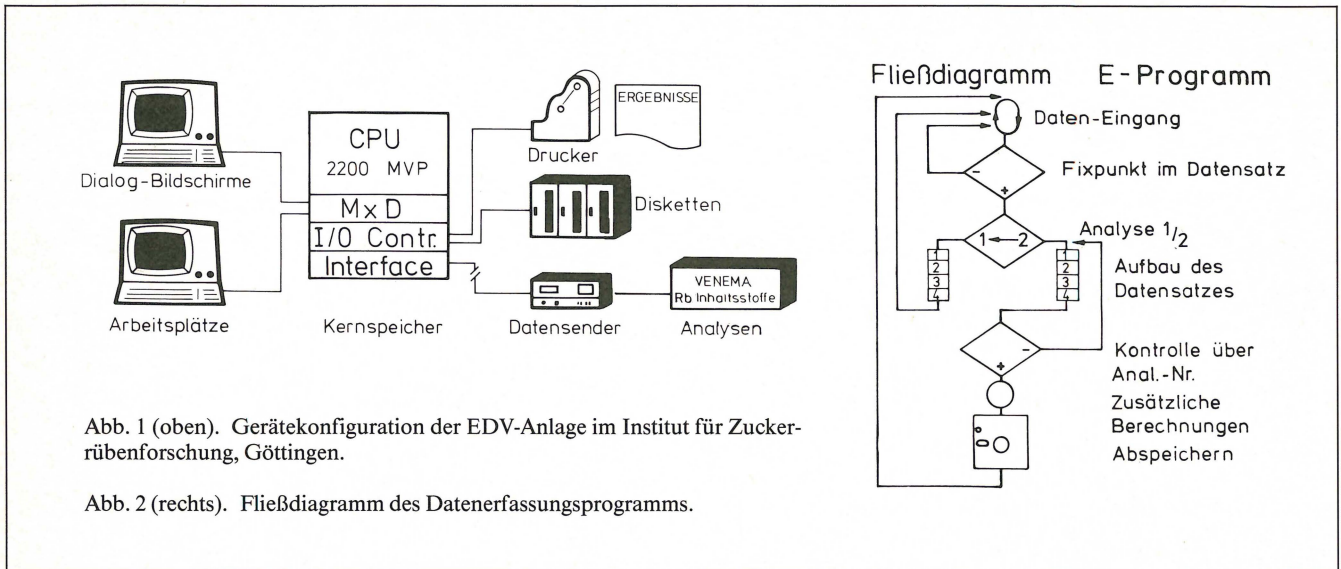 Dialog-Bildschirme
Arbeitsplätze
CPU
2200 MVP
MxD
I/O Contr.
Interface
Kernspeicher
Drucker
ERGEBNISSE
Disketten
Datensender
VENEMA
Rb Inhaltsstoffe
Analysen
Abb. 1 (oben). Gerätekonfiguration der EDV-Anlage im Institut für Zucker-
rübenforschung, Göttingen.
Abb. 2 (rechts). Fließdiagramm des Datenerfassungsprogramms.
Fließdiagramm E-Programm
Daten-Eingang
-
Fixpunkt im Datensatz
+
1 2
Analyse 1/2
1
2
3
4
1
2
3
4
Aufbau des
Datensatzes
-
+
Kontrolle über
Anal.-Nr.
Zusätzliche
Berechnungen
Abspeichern